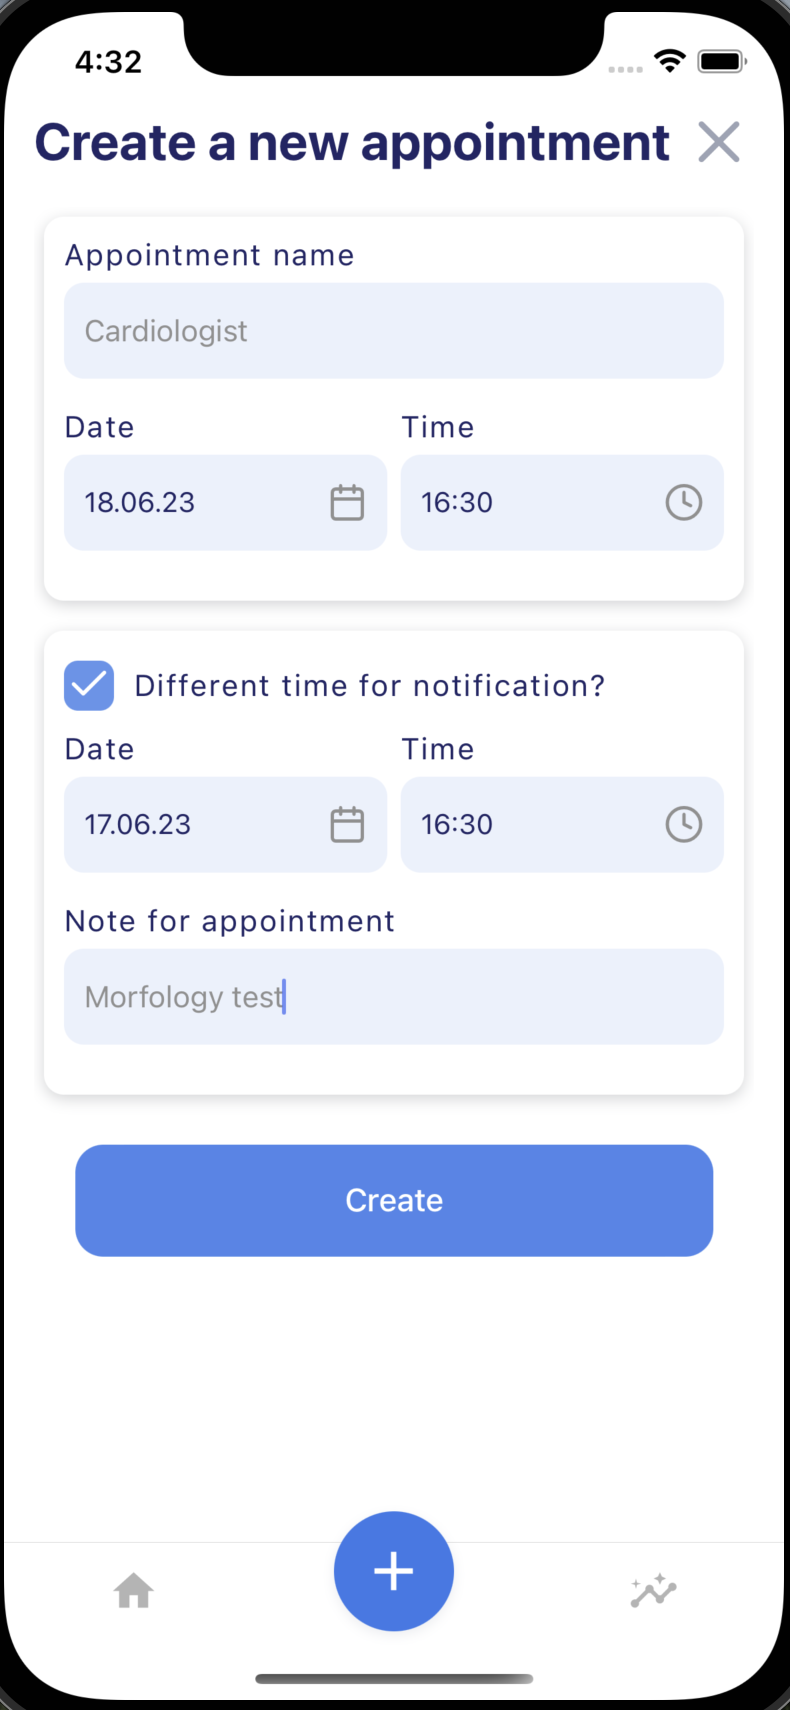 4:32
Create a new appointment
Appointment name
Cardiologist
Date Time
18.06.23 16:30
Different time for notification?
Date Time
17.06.23 16:30
Note for appointment
Morfology test
Create